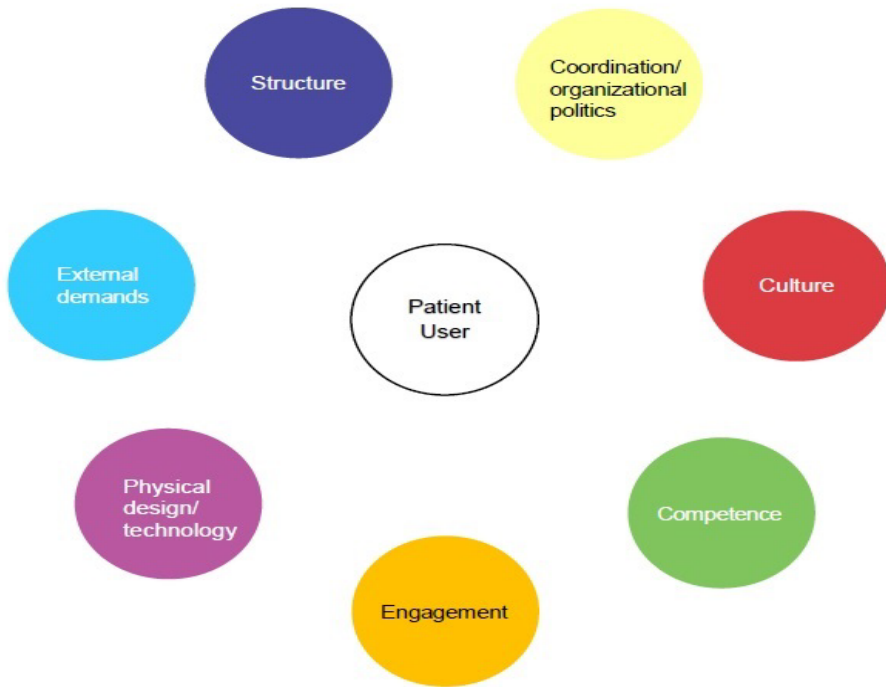 Structure
Coordination/
organizational
politics
External
demands
Patient
User
Culture
Physical
design/
technology
Competence
Engagement